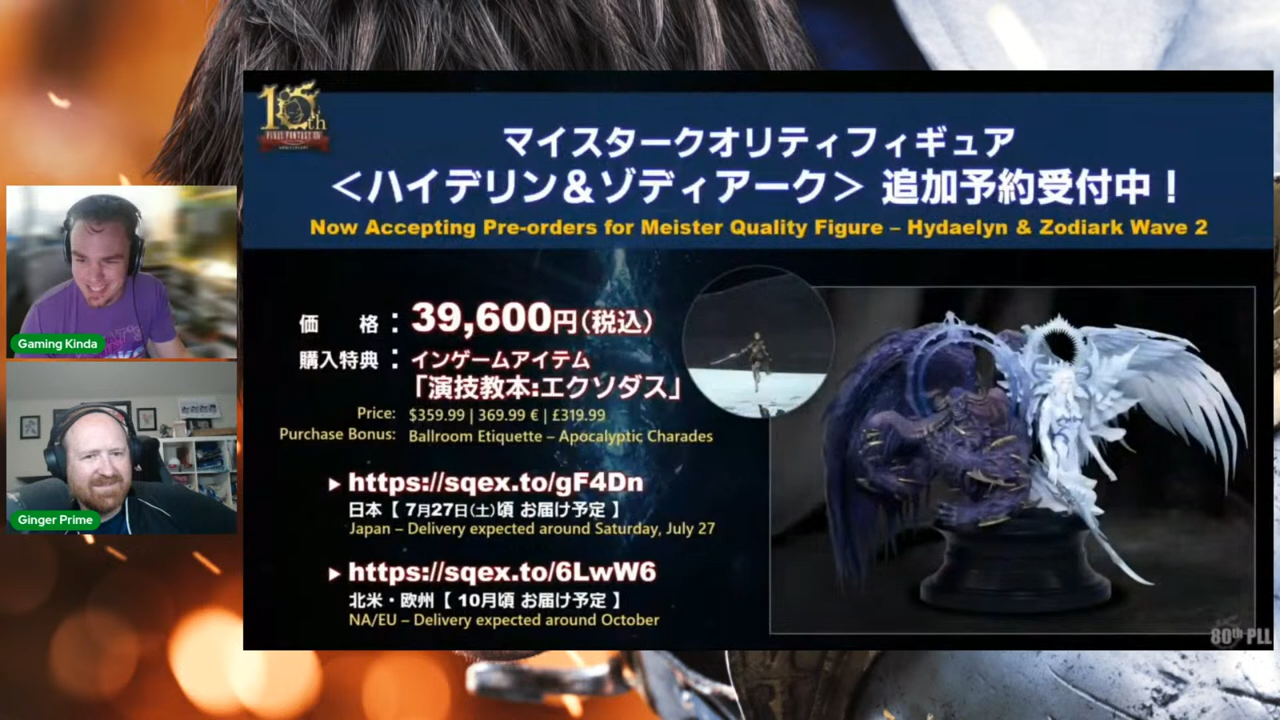 10th
FINAL FANTASY XIV
マイスタークオリティフィギュア
＜ハイデリン＆ゾディアーク＞ 追加予約受付中！
Now Accepting Pre-orders for Meister Quality Figure – Hydaelyn & Zodiark Wave 2
価 格 : 39,600円(税込)
購入特典 : インゲームアイテム
「演技教本:エクソダス」
Price: $359.99 | 369.99 € | £319.99
Purchase Bonus: Ballroom Etiquette – Apocalyptic Charades
https://sqex.to/gF4Dn
日本【 7月27日(土)頃 お届け予定 】
Japan – Delivery expected around Saturday, July 27
https://sqex.to/6LwW6
北米・欧州【 10月頃 お届け予定 】
NA/EU – Delivery expected around October
80th PLL
Gaming Kinda
Ginger Prime